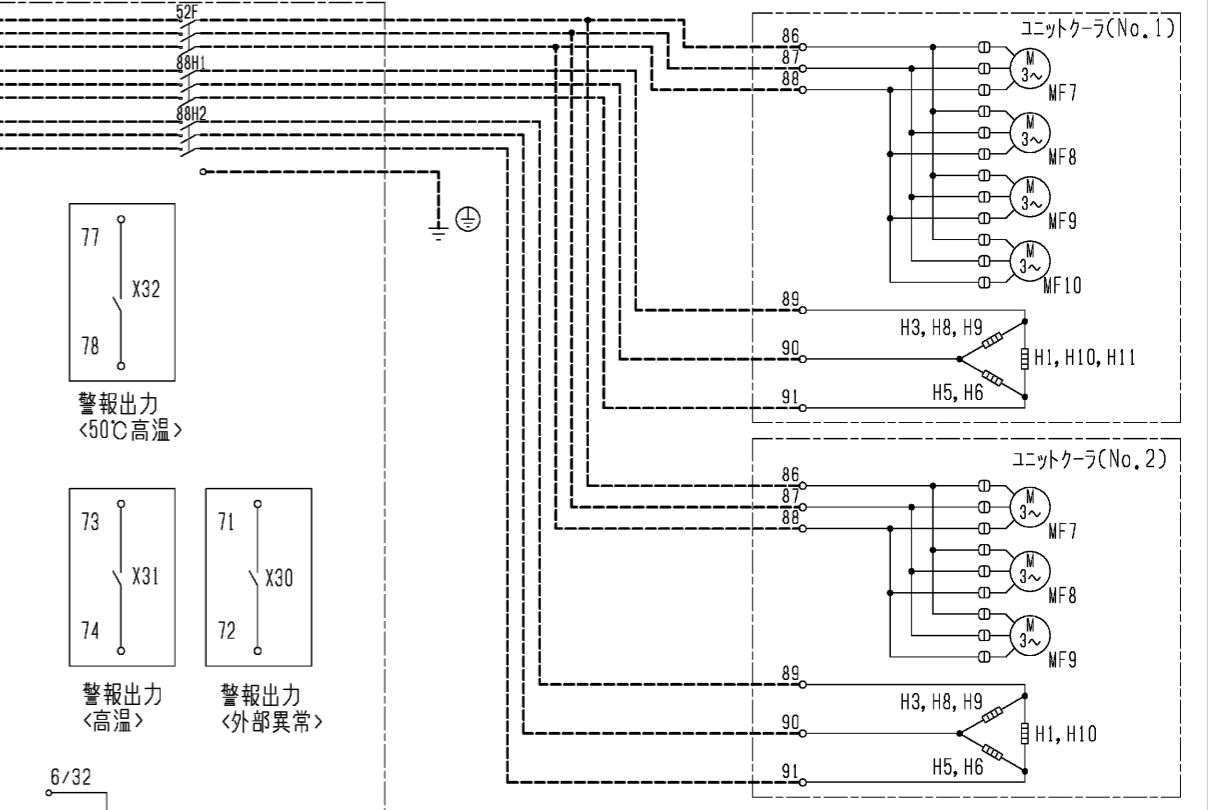 52F
88H1
88H2
77
X32
78
警報出力
<50℃高温>
73
X31
74
警報出力
<高温>
71
X30
72
警報出力
<外部異常>
6/32
ユニットクーラ(No.1)
86
87
88
M
3~
MF7
M
3~
MF8
M
3~
MF9
M
3~
MF10
89
H3,H8,H9
90
H1,H10,H11
H5,H6
91
ユニットクーラ(No.2)
86
87
88
M
3~
MF7
M
3~
MF8
M
3~
MF9
89
H3,H8,H9
90
H1,H10
H5,H6
91